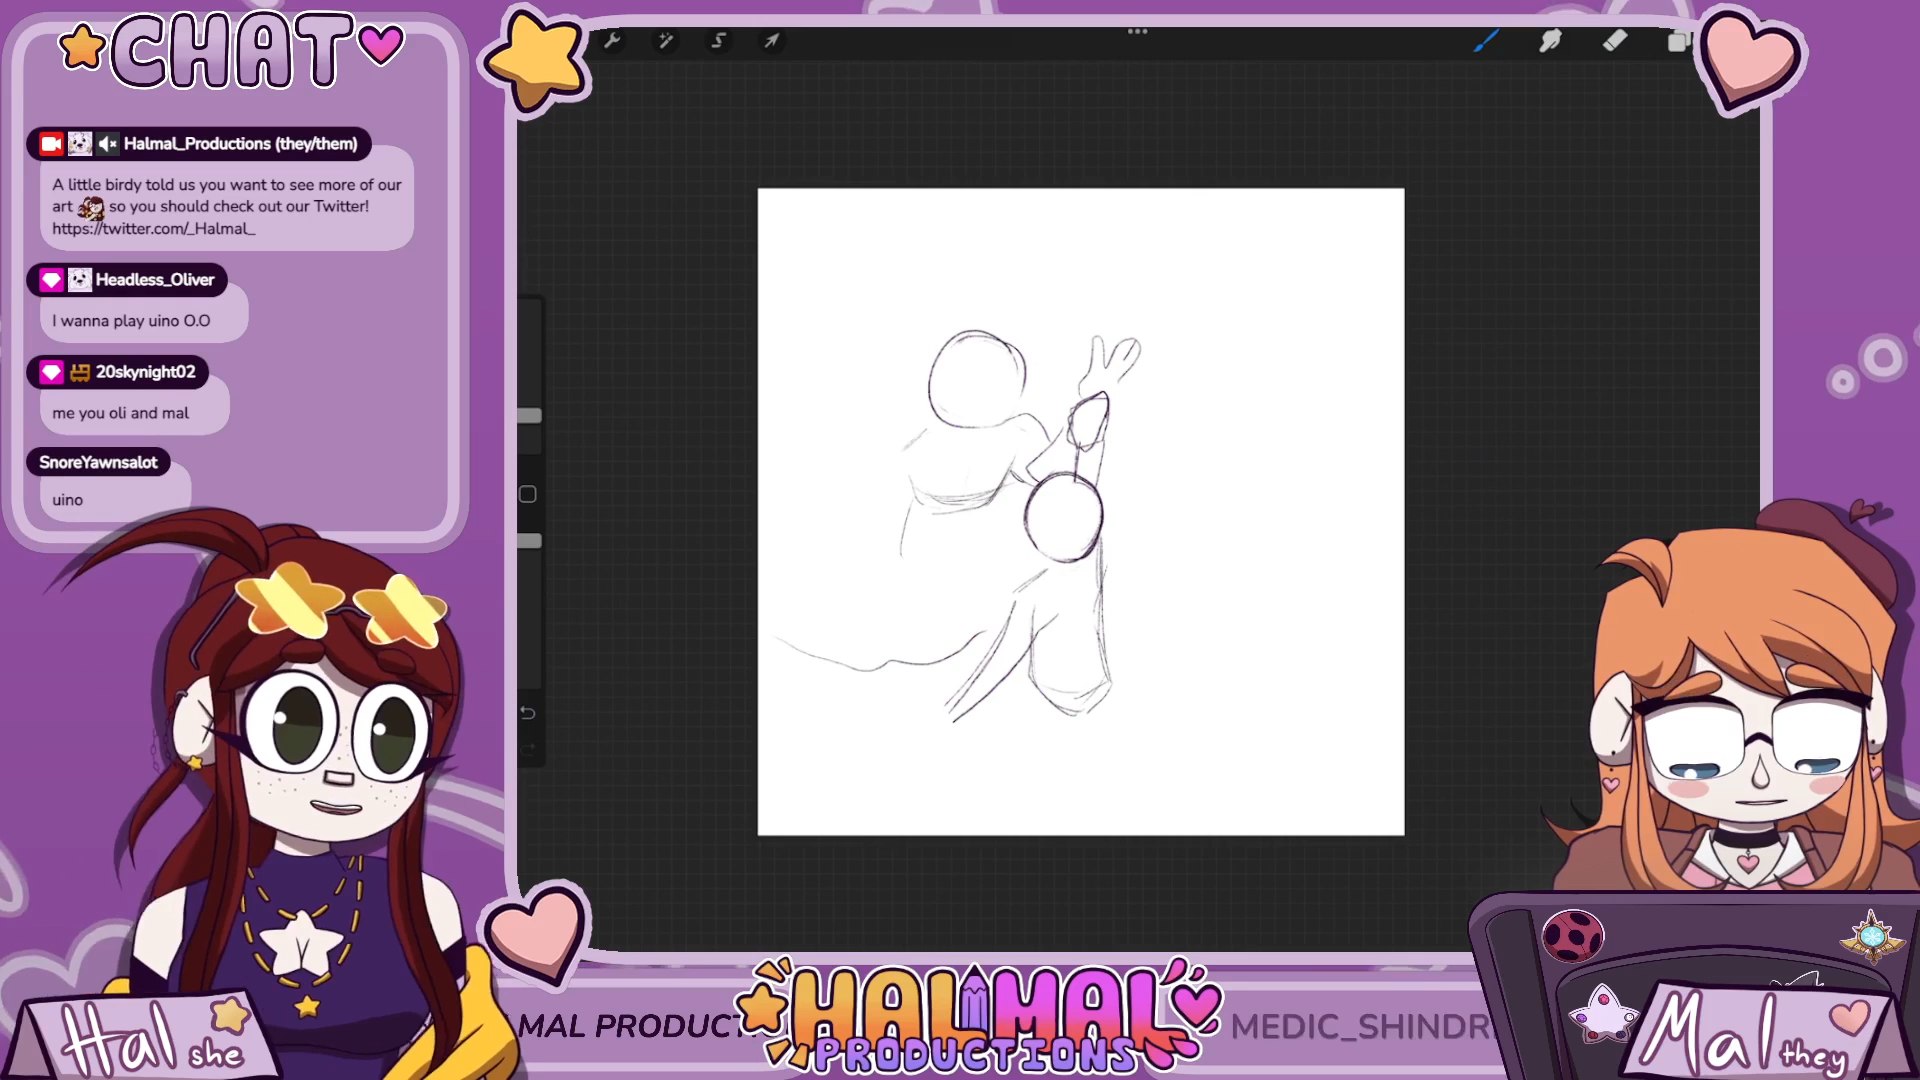 CHAT
Halmal_Productions (they/them)
A little birdy told us you want to see more of our
art so you should check out our Twitter!
https://twitter.com/_Halmal_
Headless_Oliver
I wanna play uino O.O
20skynight02
me you oli and mal
SnoreYawnsalot
uino
Hal she
MAL PRODUCT
HALMAL
PRODUCTIONS
MEDIC_SHINDR
Mal they